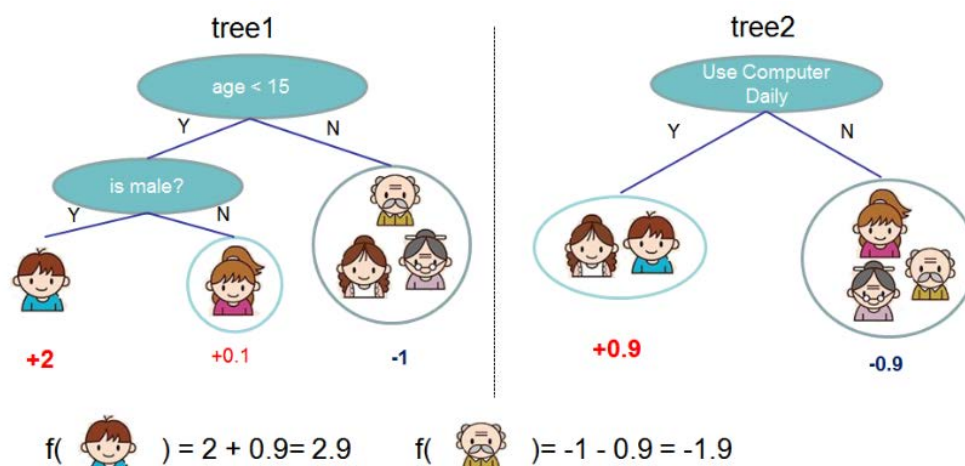 tree1
tree2
age < 15
Use Computer
Daily
Y
N
Y
N
is male?
Y
N
+2
+0.1
-1
+0.9
-0.9
f( ) = 2 + 0.9= 2.9
f( )= -1 - 0.9 = -1.9